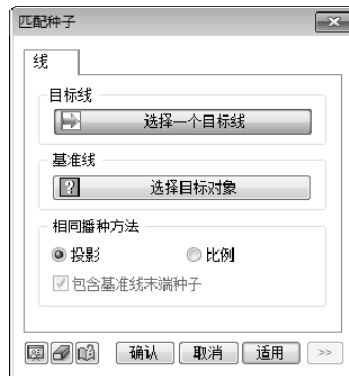 匹配种子
线
目标线
选择一个目标线
基准线
选择目标对象
相同播种方法
投影 比例
包含基准线末端种子
确认 取消 适用 >>